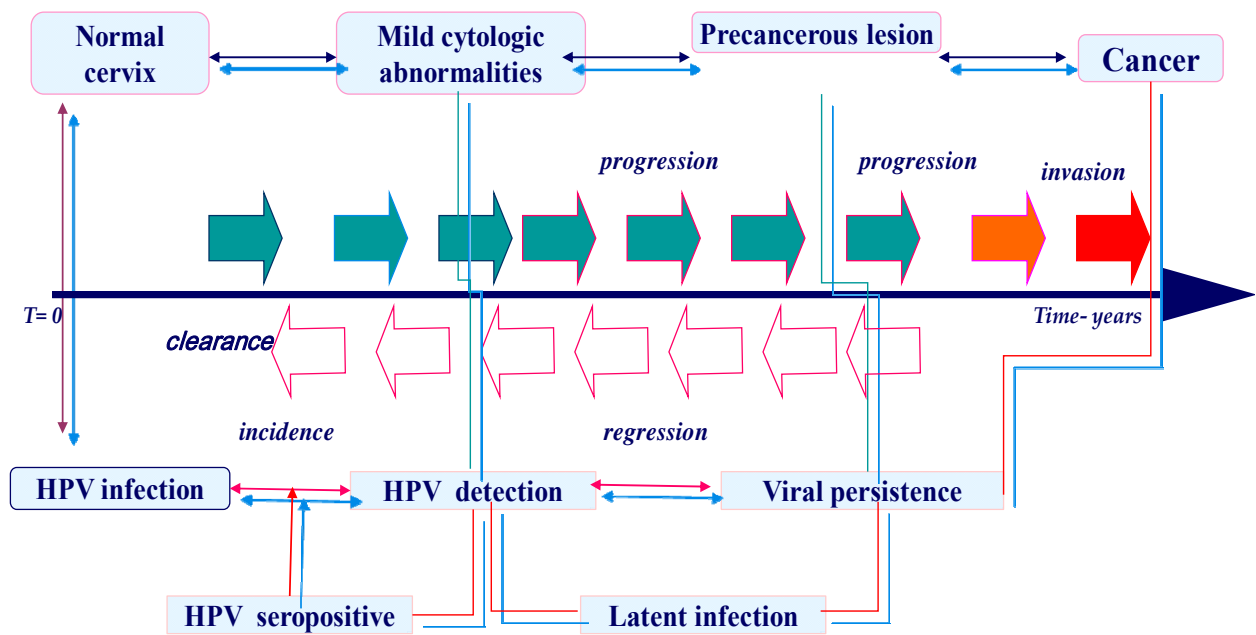 Normal
cervix
Mild cytologic
abnormalities
Precancerous lesion
Cancer
progression
progression
invasion
T= 0
Time- years
clearance
incidence
regression
HPV infection
HPV detection
Viral persistence
HPV seropositive
Latent infection